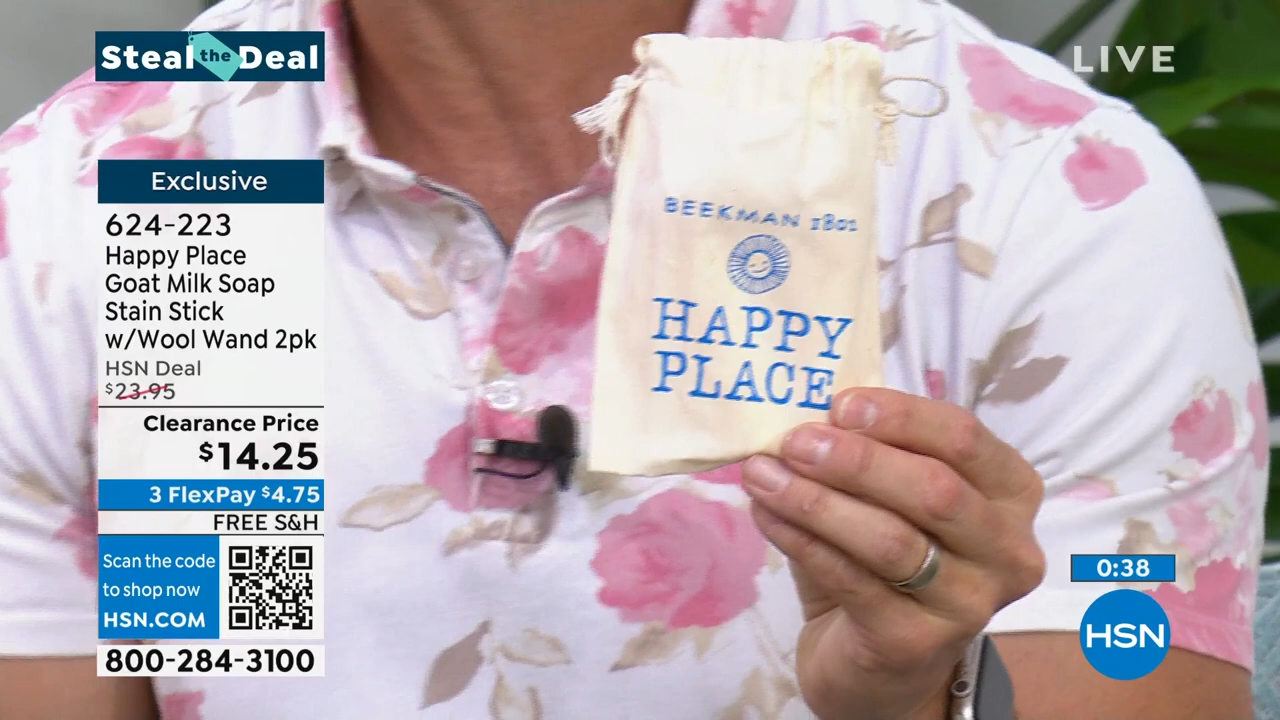 Steal the Deal
LIVE
Exclusive
624-223
Happy Place
Goat Milk Soap
Stain Stick
w/Wool Wand 2pk
HSN Deal
$23.95
Clearance Price
$14.25
3 FlexPay $4.75
FREE S&H
Scan the code
to shop now
HSN.COM
800-284-3100
BEEKMAN 1802
HAPPY
PLACE
0:38
HSN